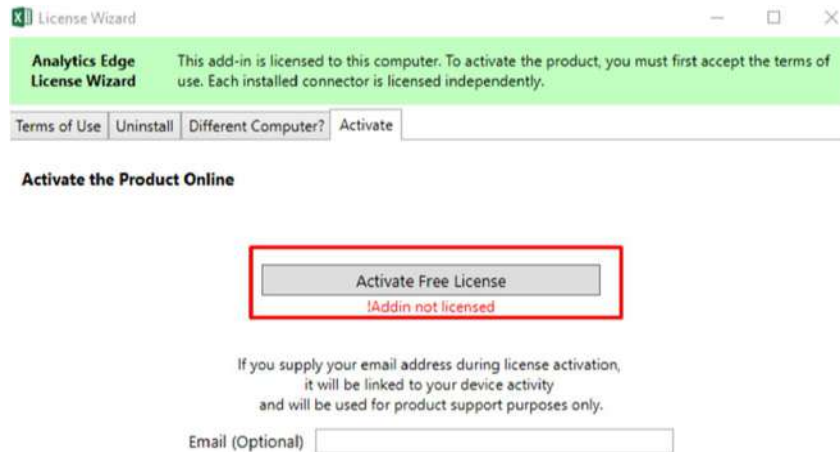 License Wizard
Analytics Edge
License Wizard
This add-in is licensed to this computer. To activate the product, you must first accept the terms of
use. Each installed connector is licensed independently.
Terms of Use Uninstall Different Computer? Activate
Activate the Product Online
Activate Free License
!Addin not licensed
If you supply your email address during license activation,
it will be linked to your device activity
and will be used for product support purposes only.
Email (Optional)